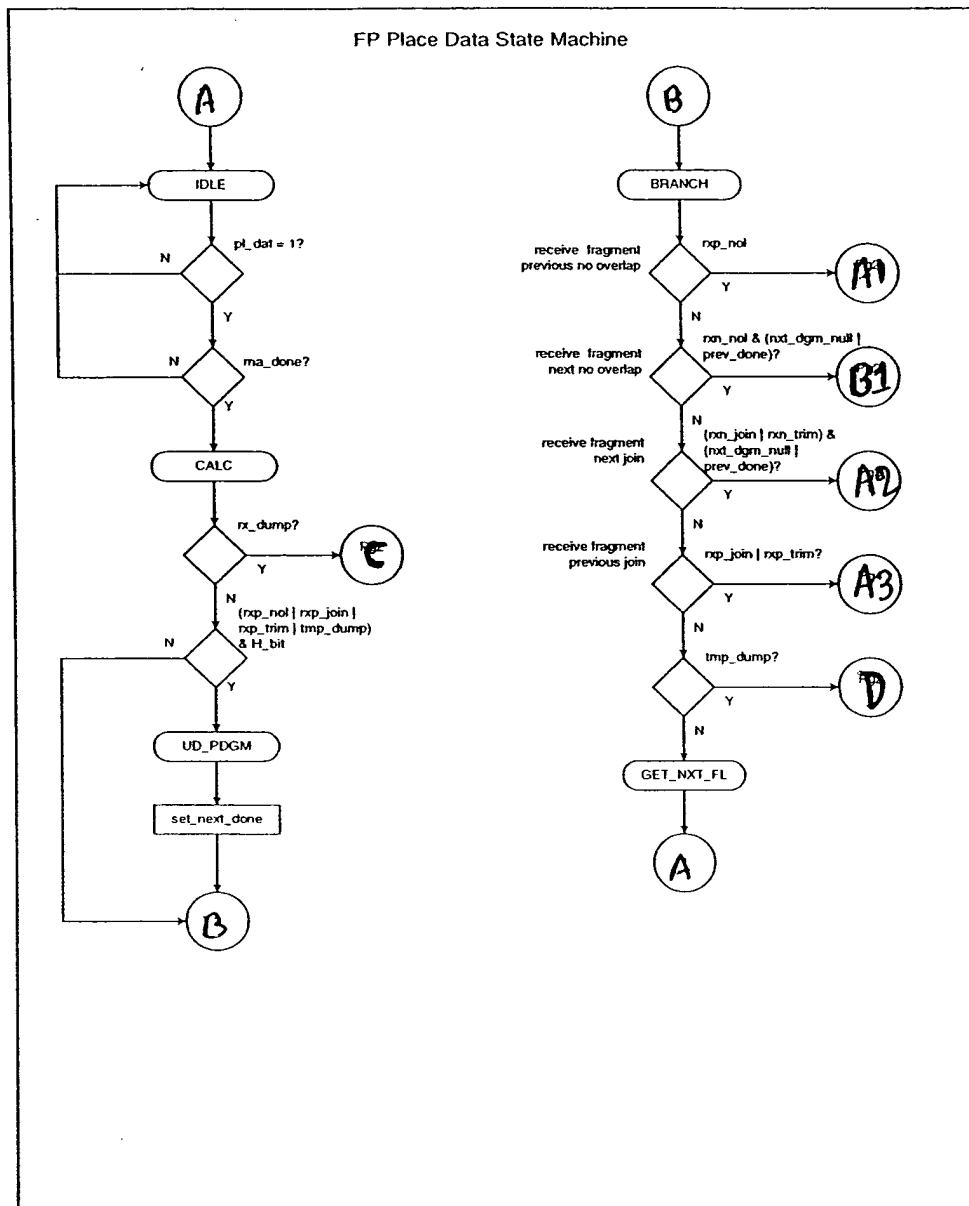 FP Place Data State Machine
A
IDLE
pl_dat = 1?
N
Y
ma_done?
N
Y
CALC
rx_dump?
C
Y
N
(rxp_nol | rxp_join |
rxp_trim | tmp_dump)
& H_bit
N
Y
UD_PDGM
set_next_done
B
B
BRANCH
receive fragment
previous no overlap
rxp_nol
A1
Y
N
receive fragment
next no overlap
rxn_nol & (nxt_dgm_null |
prev_done)?
B1
Y
N
receive fragment
next join
(rxn_join | rxn_trim) &
(nxt_dgm_null |
prev_done)?
A2
Y
N
receive fragment
previous join
rxp_join | rxp_trim?
A3
Y
N
tmp_dump?
D
Y
N
GET_NXT_FL
A